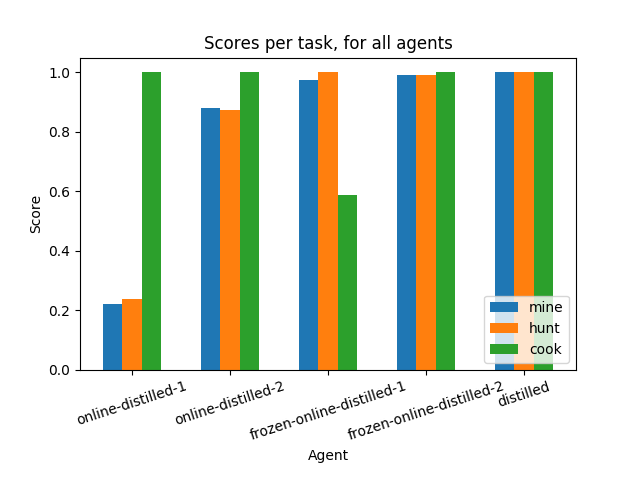 Scores per task, for all agents
1.0
0.8
0.6
0.4
0.2
0.0
Score
mine
hunt
cook
online-distilled-1
online-distilled-2
frozen-online-distilled-1
frozen-online-distilled-2
distilled
Agent